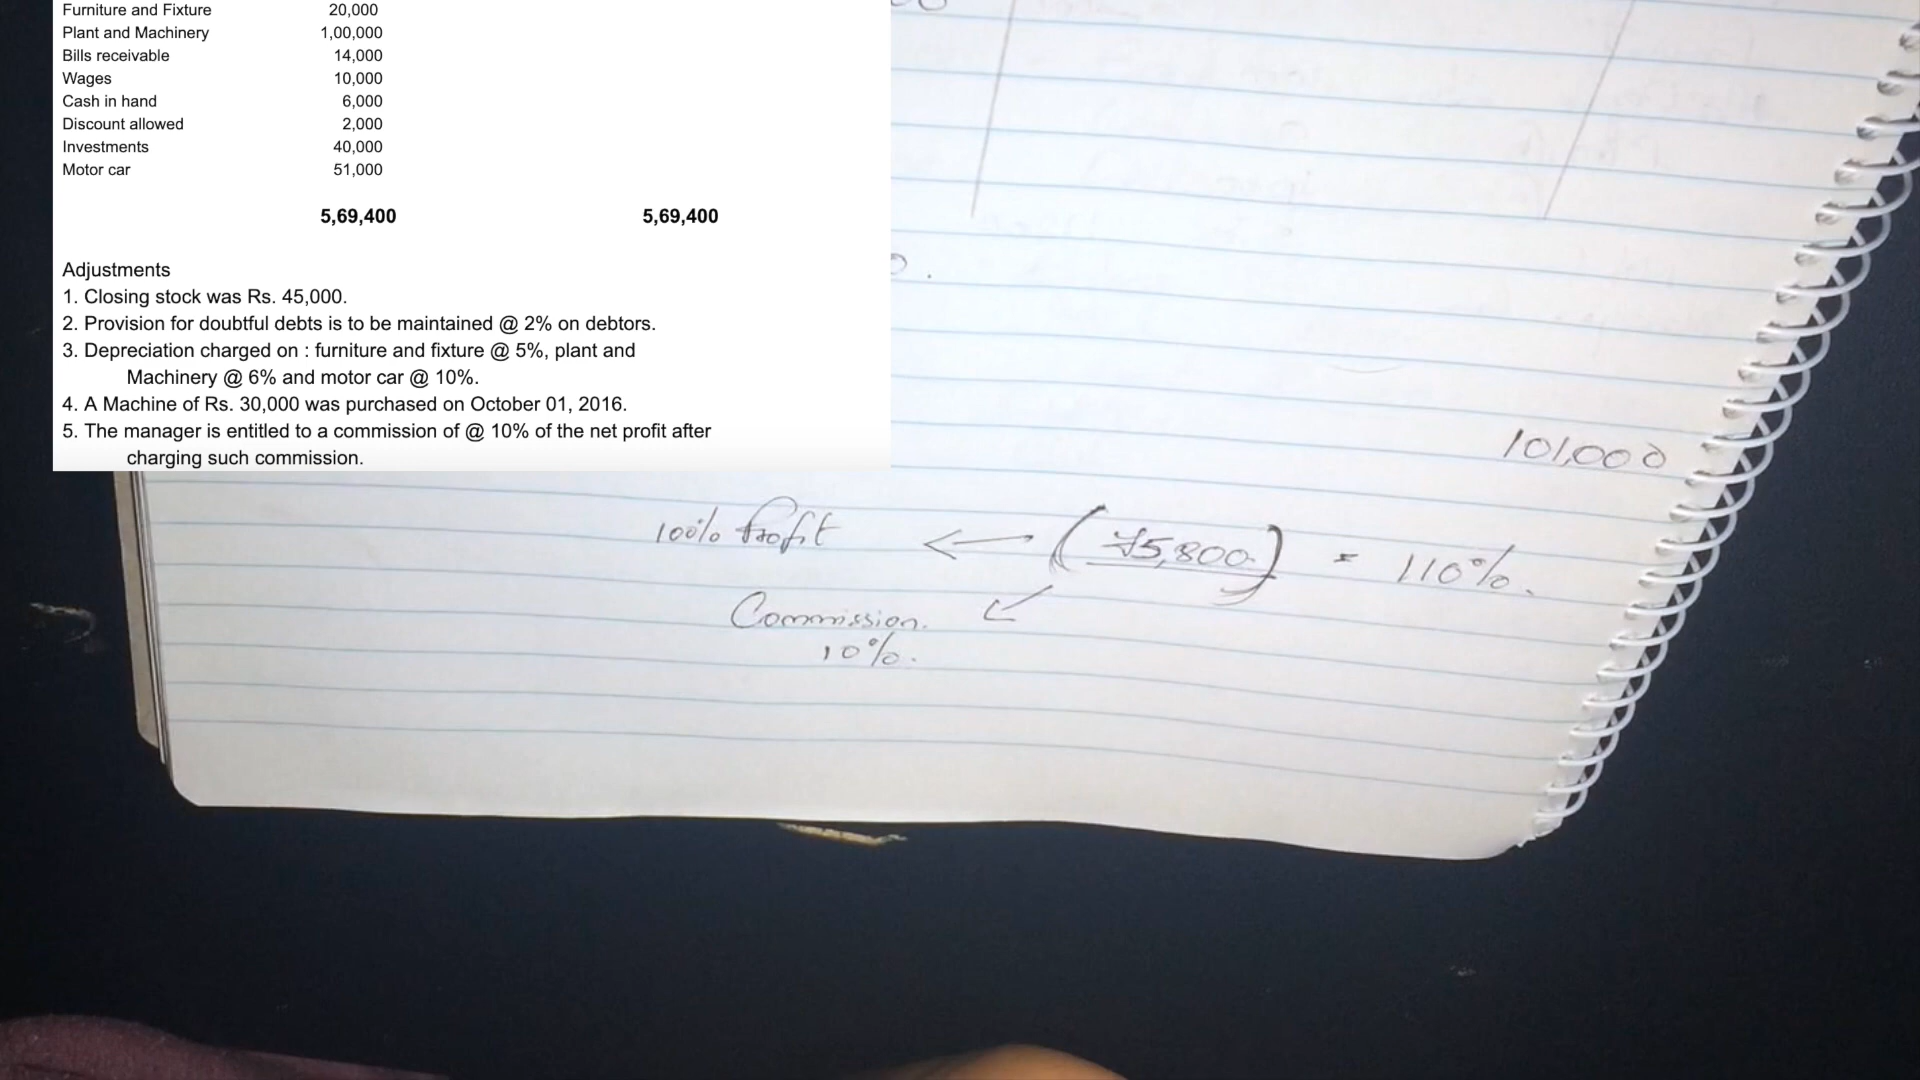 Furniture and Fixture 20,000
Plant and Machinery 1,00,000
Bills receivable 14,000
Wages 10,000
Cash in hand 6,000
Discount allowed 2,000
Investments 40,000
Motor car 51,000
5,69,400 5,69,400
Adjustments
1. Closing stock was Rs. 45,000.
2. Provision for doubtful debts is to be maintained @ 2% on debtors.
3. Depreciation charged on : furniture and fixture @ 5%, plant and
Machinery @ 6% and motor car @ 10%.
4. A Machine of Rs. 30,000 was purchased on October 01, 2016.
5. The manager is entitled to a commission of @ 10% of the net profit after
charging such commission.
101,000
100% Profit ← (75,800) = 110%.
Commission.
10%.